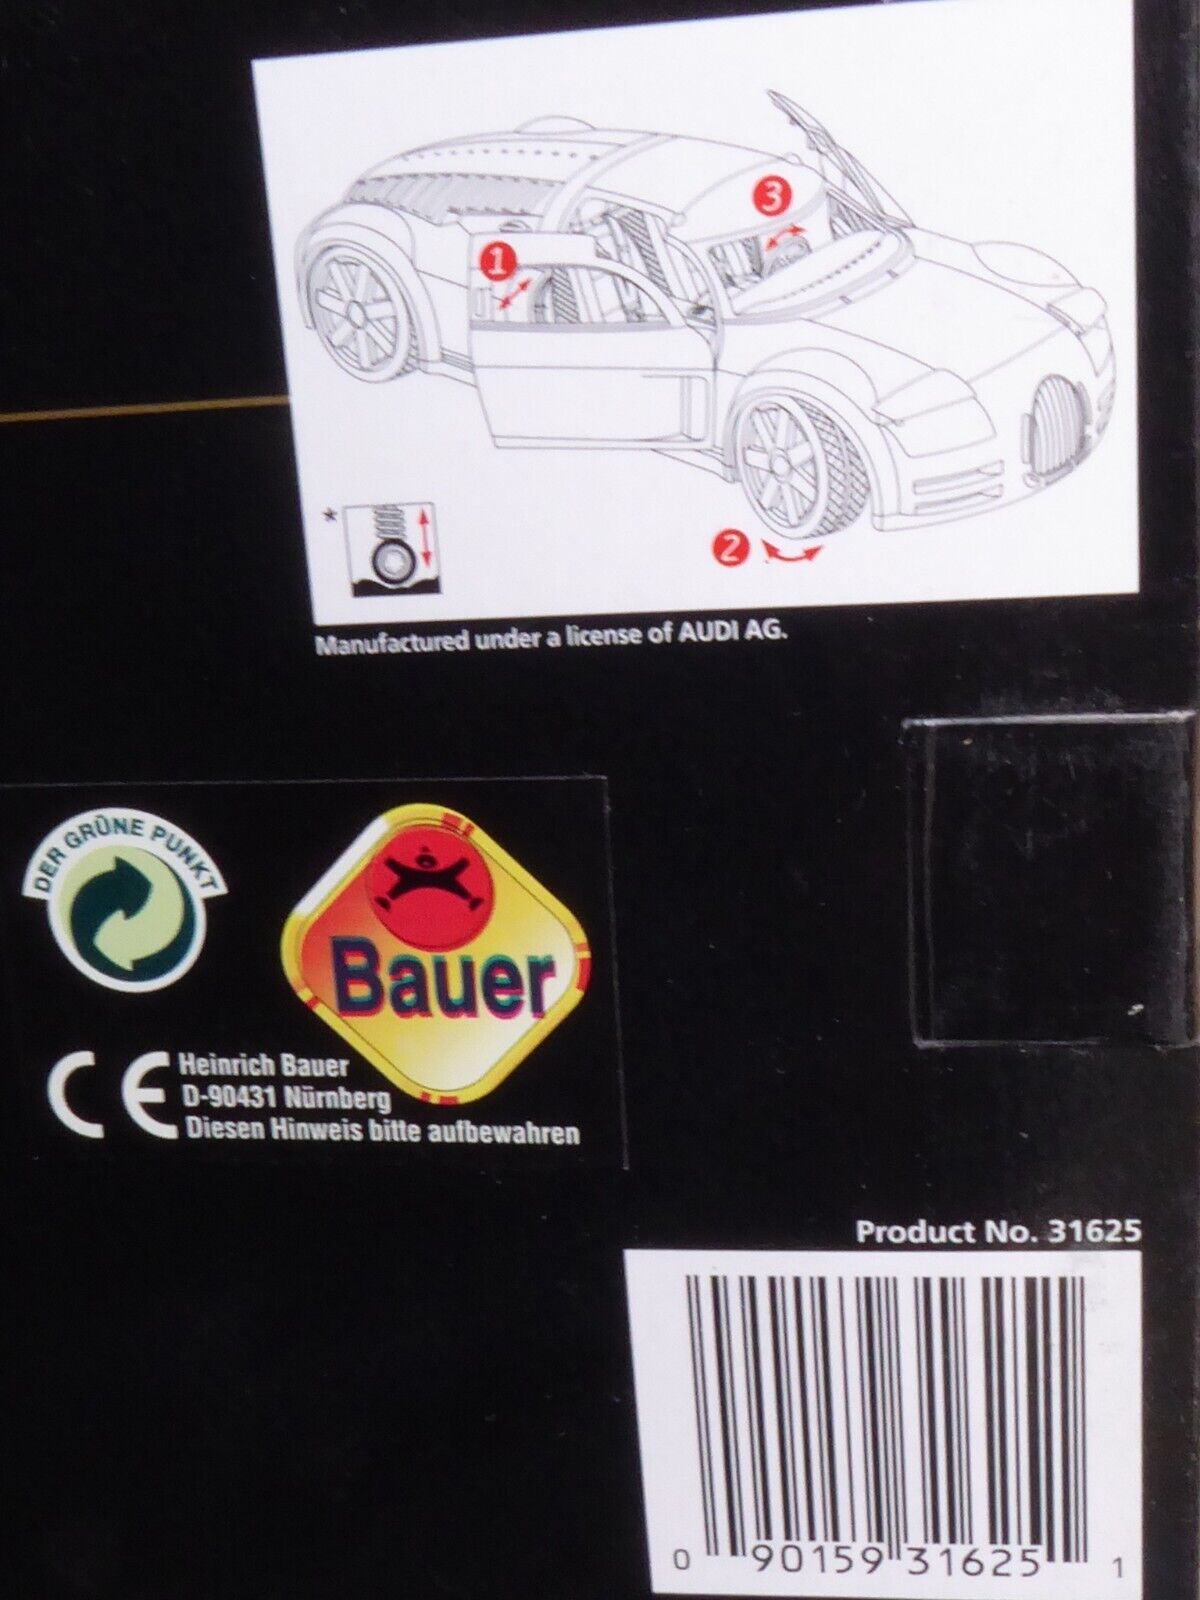 3
1
*
2
Manufactured under a license of AUDI AG.
DER GRÜNE PUNKT
Bauer
CE
Heinrich Bauer
D-90431 Nürnberg
Diesen Hinweis bitte aufbewahren
Product No. 31625
0 90159 31625 1